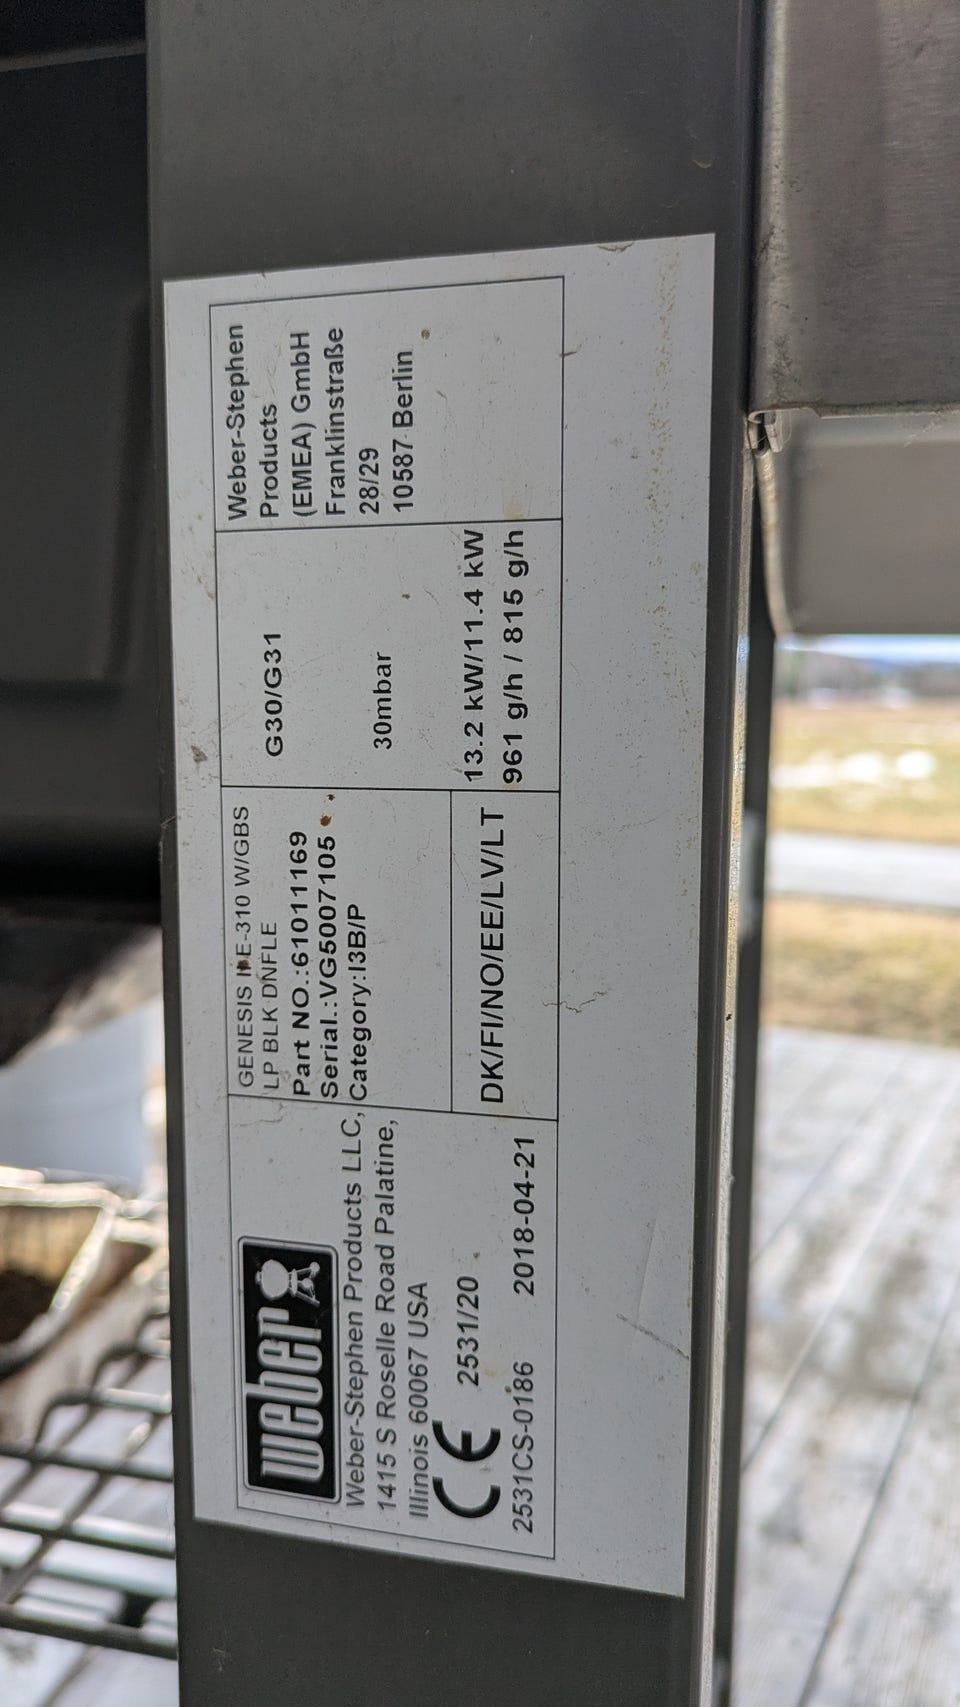 weber
Weber-Stephen Products LLC,
1415 S Roselle Road Palatine,
Illinois 60067 USA
CE 2531/20
2531CS-0186 2018-04-21
GENESIS II E-310 W/GBS
LP BLK DNFLE
Part NO.:61011169
Serial.:VG5007105
Category:I3B/P
DK/FI/NO/EE/LV/LT
G30/G31
30mbar
13.2 kW/11.4 kW
961 g/h / 815 g/h
Weber-Stephen
Products
(EMEA) GmbH
Franklinstraße
28/29
10587 Berlin